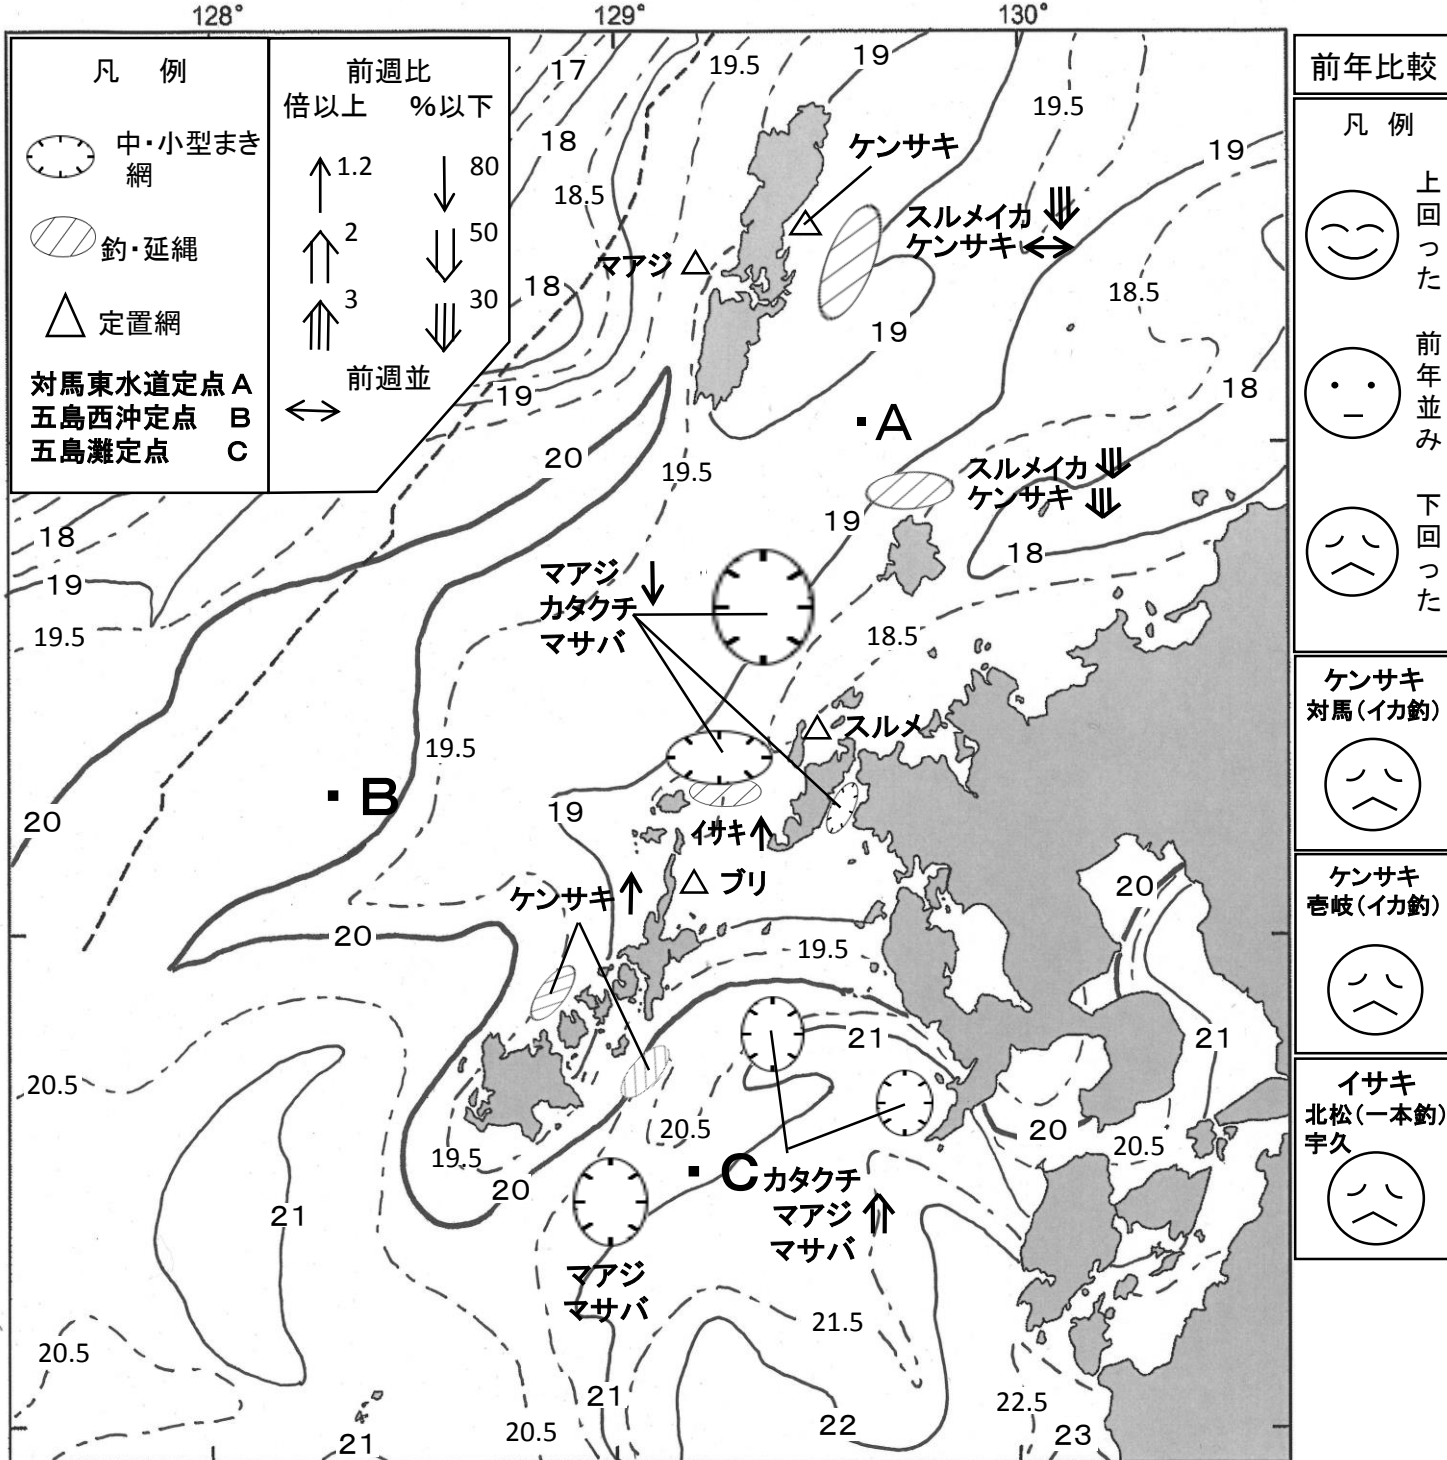 128°
129°
130°
凡 例
中・小型まき
網
釣・延縄
定置網
対馬東水道定点 A
五島西沖定点 B
五島灘定点 C
前週比
倍以上 %以下
1.2 80
2 50
3 30
前週並
前年比較
凡 例
上回った
前年並み
下回った
ケンサキ
対馬(イカ釣)
ケンサキ
壱岐(イカ釣)
イサキ
北松(一本釣)
宇久
17
18
18.5
18
19
19.5
19
19.5
19
ケンサキ
スルメイカ
ケンサキ
マアジ
18.5
19
18
A
20
19.5
スルメイカ
ケンサキ
19
18
18
19
19.5
マアジ
カタクチ
マサバ
18.5
スルメ
19.5
B
20
19
イサキ
ブリ
ケンサキ
20
20
19.5
21
21
20.5
20.5
20
20.5
19.5
20
C
カタクチ
マアジ
マサバ
21
マアジ
マサバ
21.5
20.5
21
22
22.5
20.5
21
23